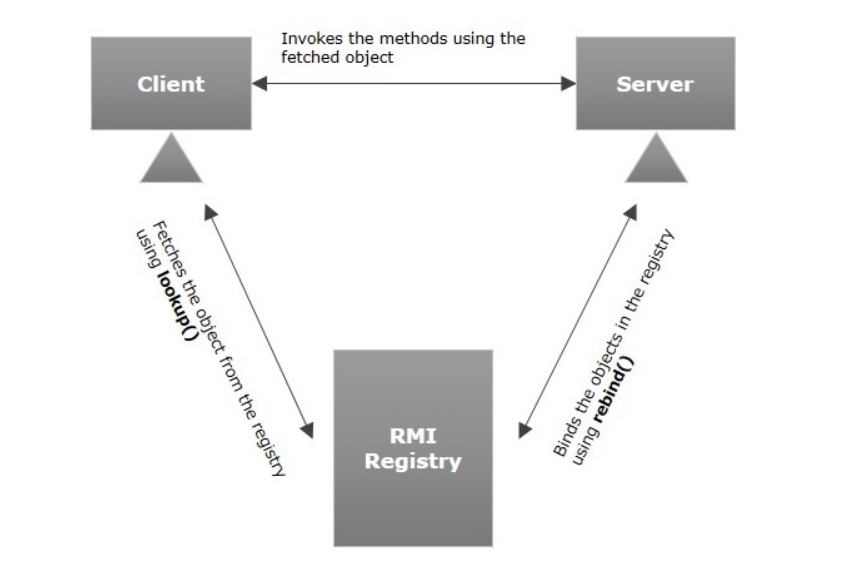 Invokes the methods using the
fetched object
Client
Server
Fetches the object from the registry
using lookup()
Binds the objects in the registry
using rebind()
RMI
Registry